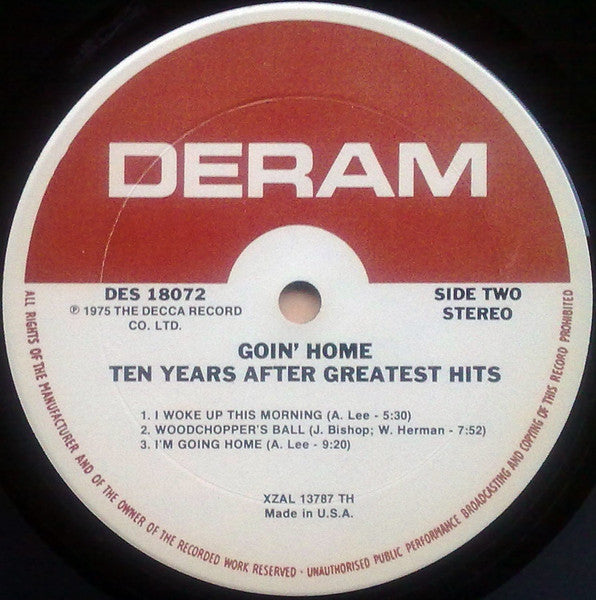 DERAM
DES 18072
℗ 1975 THE DECCA RECORD
CO. LTD.
SIDE TWO
STEREO
GOIN' HOME
TEN YEARS AFTER GREATEST HITS
1. I WOKE UP THIS MORNING (A. Lee - 5:30)
2. WOODCHOPPER'S BALL (J. Bishop; W. Herman - 7:52)
3. I'M GOING HOME (A. Lee - 9:20)
XZAL 13787 TH
Made in U.S.A.
ALL RIGHTS OF THE MANUFACTURER AND OF THE OWNER OF THE RECORDED WORK RESERVED - UNAUTHORISED PUBLIC PERFORMANCE BROADCASTING AND COPYING OF THIS RECORD PROHIBITED